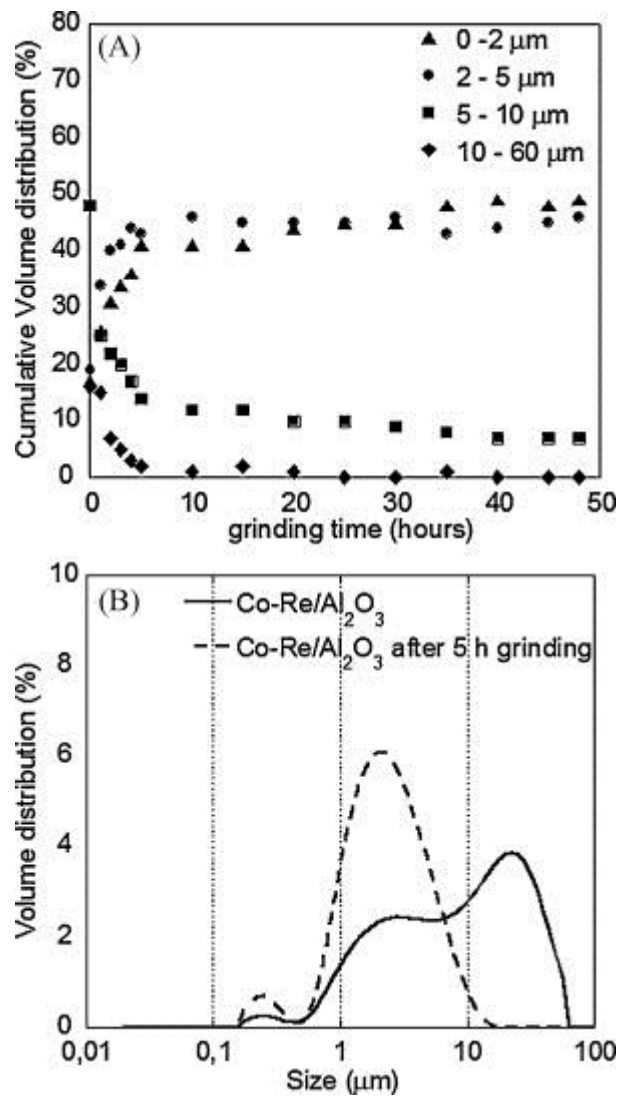 (A)
80
70
60
50
40
30
20
10
0
Cumulative Volume distribution (%)
▲ 0 -2 μm
● 2 - 5 μm
■ 5 - 10 μm
◆ 10 - 60 μm
0 10 20 30 40 50
grinding time (hours)
(B)
10
8
6
4
2
0
Volume distribution (%)
Co-Re/Al₂O₃
Co-Re/Al₂O₃ after 5 h grinding
0,01 0,1 1 10 100
Size (μm)